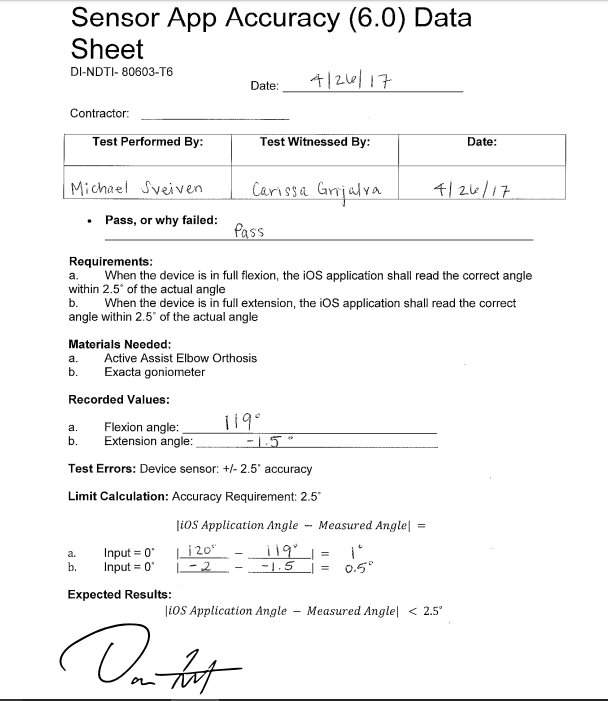 Sensor App Accuracy (6.0) Data
Sheet
DI-NDTI- 80603-T6
Date: 4/26/17
Contractor:
Test Performed By: Test Witnessed By: Date:
Michael Sveiven Carissa Grijalva 4/26/17
• Pass, or why failed: Pass
Requirements:
a. When the device is in full flexion, the iOS application shall read the correct angle
within 2.5° of the actual angle
b. When the device is in full extension, the iOS application shall read the correct
angle within 2.5° of the actual angle
Materials Needed:
a. Active Assist Elbow Orthosis
b. Exacta goniometer
Recorded Values:
a. Flexion angle: 119°
b. Extension angle: -1.5°
Test Errors: Device sensor: +/- 2.5° accuracy
Limit Calculation: Accuracy Requirement: 2.5°
|iOS Application Angle − Measured Angle| =
a. Input = 0° | 120° − 119° | = 1°
b. Input = 0° | -2 − -1.5 | = 0.5°
Expected Results:
|iOS Application Angle − Measured Angle| < 2.5°